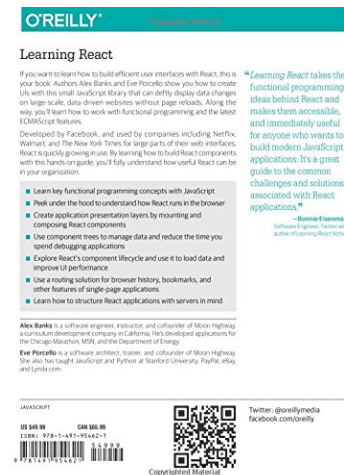 O'REILLY®
Copyrighted Material
Learning React
If you want to learn how to build efficient user interfaces with React, this is
your book. Authors Alex Banks and Eve Porcello show you how to create
UIs with this small JavaScript library that can deftly display data changes
on large-scale, data-driven websites without page reloads. Along the
way, you'll learn how to work with functional programming and the latest
ECMAScript features.
Developed by Facebook, and used by companies including Netflix,
Walmart, and The New York Times for large parts of their web interfaces,
React is quickly growing in use. By learning how to build React components
with this hands-on guide, you'll fully understand how useful React can be
in your organization.
■ Learn key functional programming concepts with JavaScript
■ Peek under the hood to understand how React runs in the browser
■ Create application presentation layers by mounting and
composing React components
■ Use component trees to manage data and reduce the time you
spend debugging applications
■ Explore React's component lifecycle and use it to load data and
improve UI performance
■ Use a routing solution for browser history, bookmarks, and
other features of single-page applications
■ Learn how to structure React applications with servers in mind
Alex Banks is a software engineer, instructor, and cofounder of Moon Highway,
a curriculum development company in California. He's developed applications for
the Chicago Marathon, MSN, and the Department of Energy.
Eve Porcello is a software architect, trainer, and cofounder of Moon Highway.
She also has taught JavaScript and Python at Stanford University, PayPal, eBay,
and Lynda.com.
“Learning React takes the
functional programming
ideas behind React and
makes them accessible,
and immediately useful
for anyone who wants to
build modern JavaScript
applications. It's a great
guide to the common
challenges and solutions
associated with React
applications.”
—Bonnie Eisenman
Software Engineer, Twitter and
author of Learning React Native
JAVASCRIPT
US $49.99 CAN $65.99
ISBN: 978-1-491-95462-1
54999
9 781491 954621
Twitter: @oreillymedia
facebook.com/oreilly
Copyrighted Material